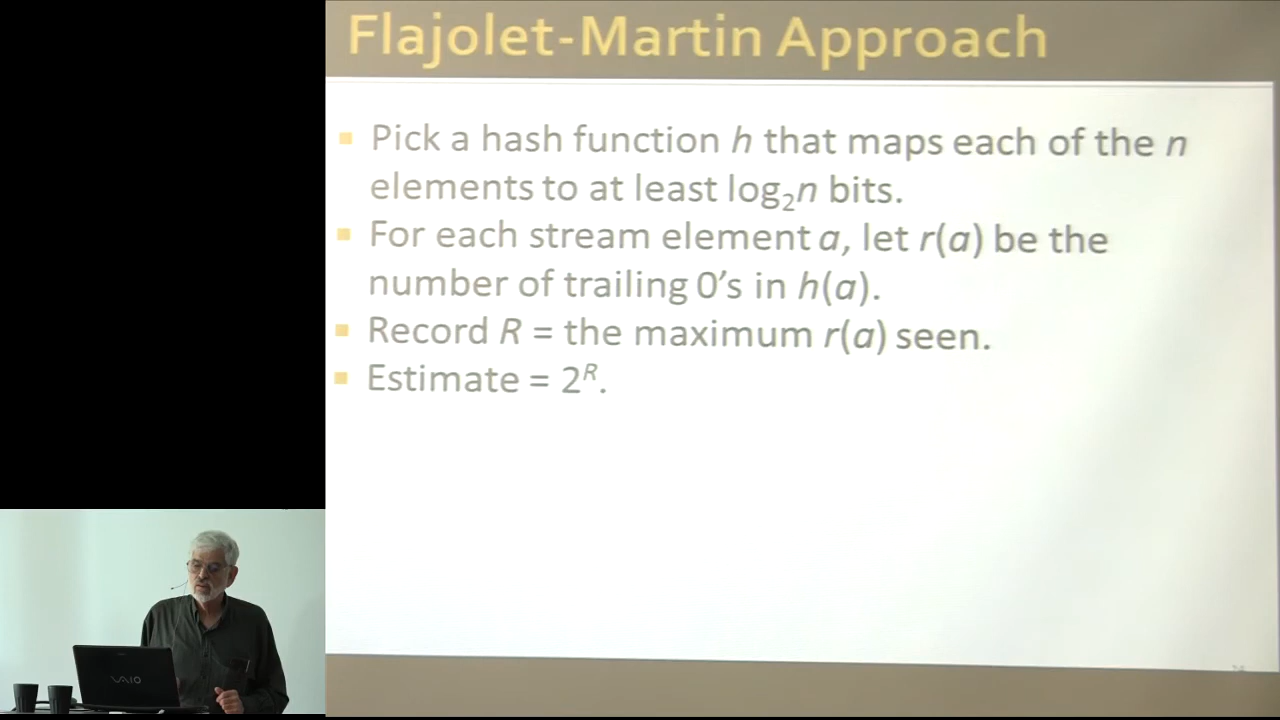 Flajolet-Martin Approach
Pick a hash function h that maps each of the n
elements to at least log₂n bits.
For each stream element a, let r(a) be the
number of trailing 0's in h(a).
Record R = the maximum r(a) seen.
Estimate = 2ᴿ.
VAIO